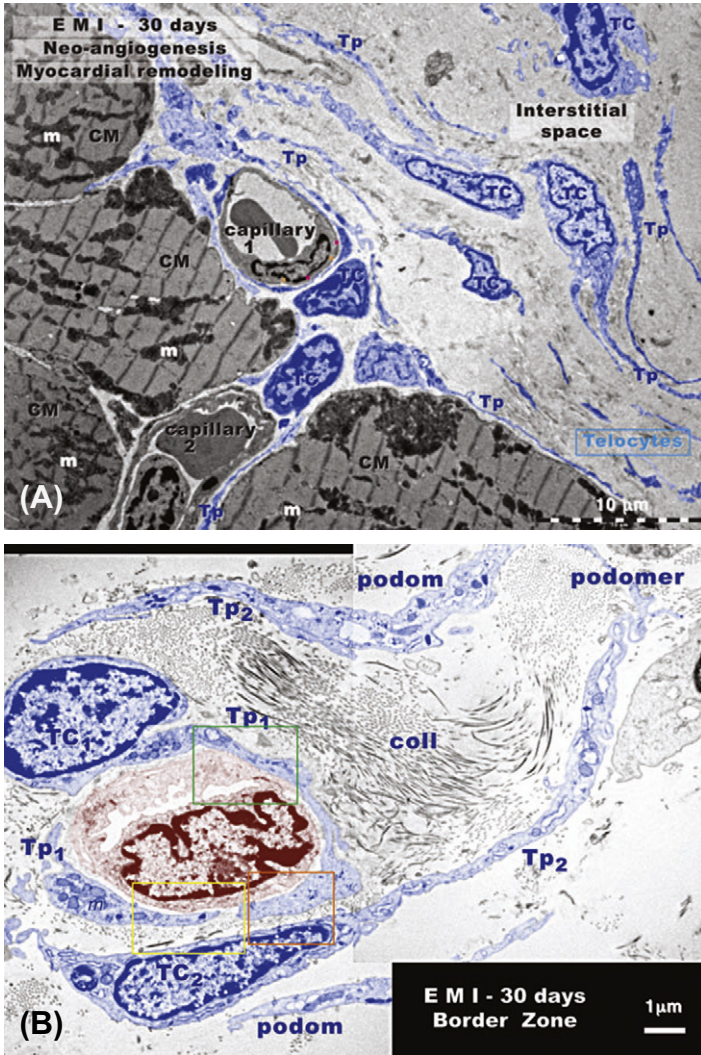 E M I - 30 days
Neo-angiogenesis
Myocardial remodeling
Tp
TC
m
CM
Interstitial
space
Tp
TC
TC
capillary
1
CM
Tp
TC
TC
m
TC
Tp
CM
capillary
2
Tp
Telocytes
m
CM
10 µm
(A)
Tp
m
podom
podomer
Tp2
TC1
Tp1
coll
Tp1
Tp2
m
TC2
E M I - 30 days
Border Zone
1µm
(B)
podom